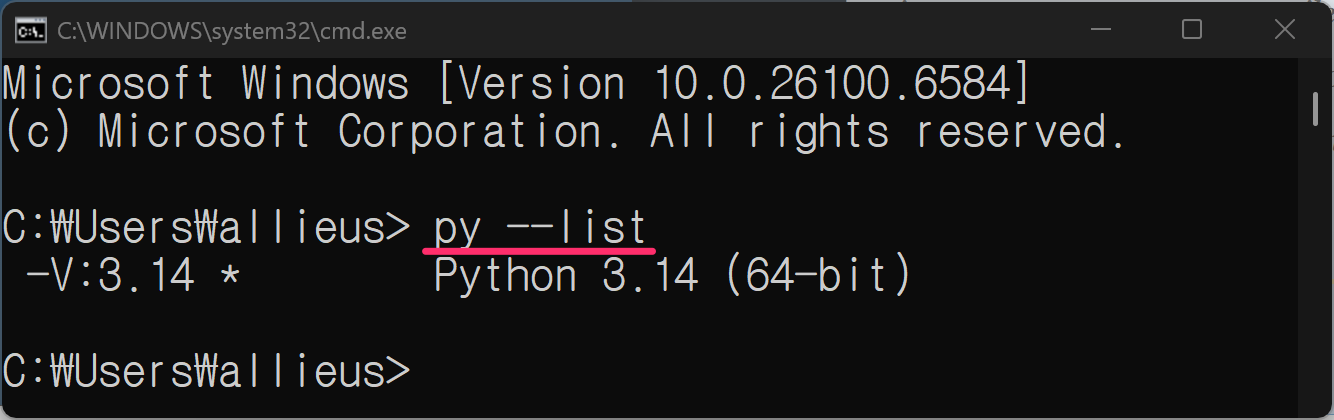 C:\WINDOWS\system32\cmd.exe
Microsoft Windows [Version 10.0.26100.6584]
(c) Microsoft Corporation. All rights reserved.
C:₩Users₩allieus> py --list
-V:3.14 * Python 3.14 (64-bit)
C:₩Users₩allieus>